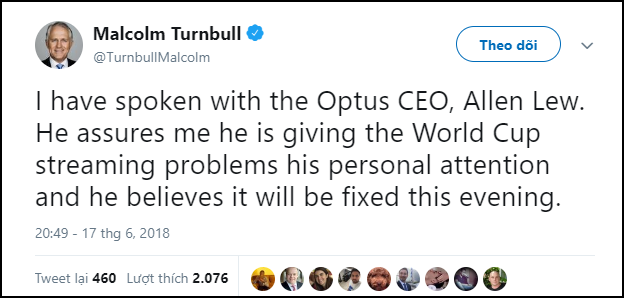 Malcolm Turnbull
@TurnbullMalcolm
Theo dõi
I have spoken with the Optus CEO, Allen Lew.
He assures me he is giving the World Cup
streaming problems his personal attention
and he believes it will be fixed this evening.
20:49 - 17 thg 6, 2018
Tweet lại 460 Lượt thích 2.076